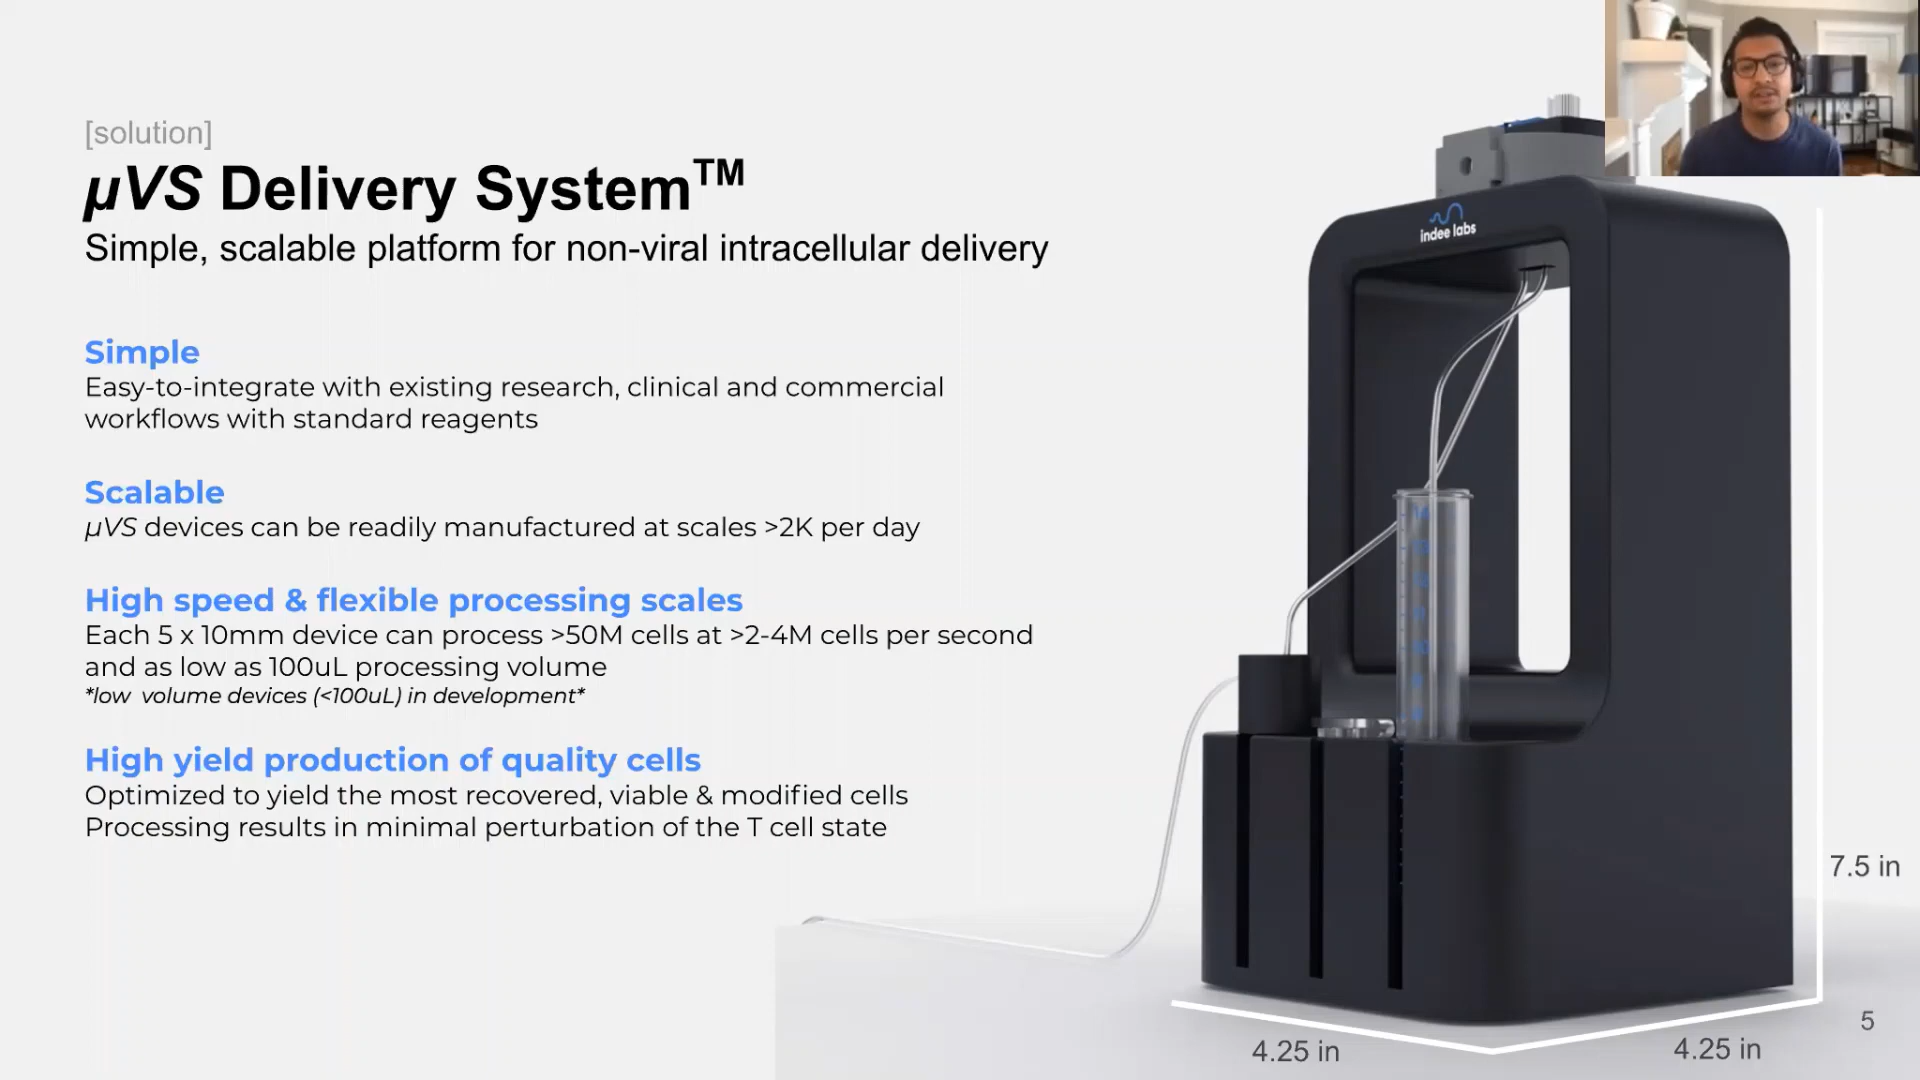 [solution]
µVS Delivery System™
Simple, scalable platform for non-viral intracellular delivery
Simple
Easy-to-integrate with existing research, clinical and commercial
workflows with standard reagents
Scalable
µVS devices can be readily manufactured at scales >2K per day
High speed & flexible processing scales
Each 5 x 10mm device can process >50M cells at >2-4M cells per second
and as low as 100uL processing volume
*low volume devices (<100uL) in development*
High yield production of quality cells
Optimized to yield the most recovered, viable & modified cells
Processing results in minimal perturbation of the T cell state
indee labs
7.5 in
4.25 in
4.25 in
5